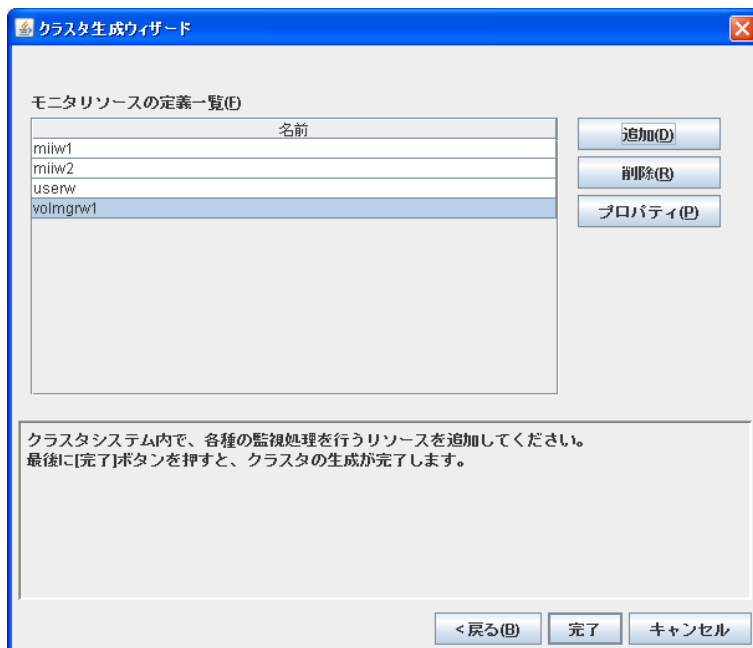 クラスタ生成ウィザード
モニタリソースの定義一覧(F)
名前
miiw1
miiw2
userw
volmgrw1
追加(D)
削除(R)
プロパティ(P)
クラスタシステム内で、各種の監視処理を行うリソースを追加してください。
最後に[完了]ボタンを押すと、クラスタの生成が完了します。
<戻る(B)
完了
キャンセル